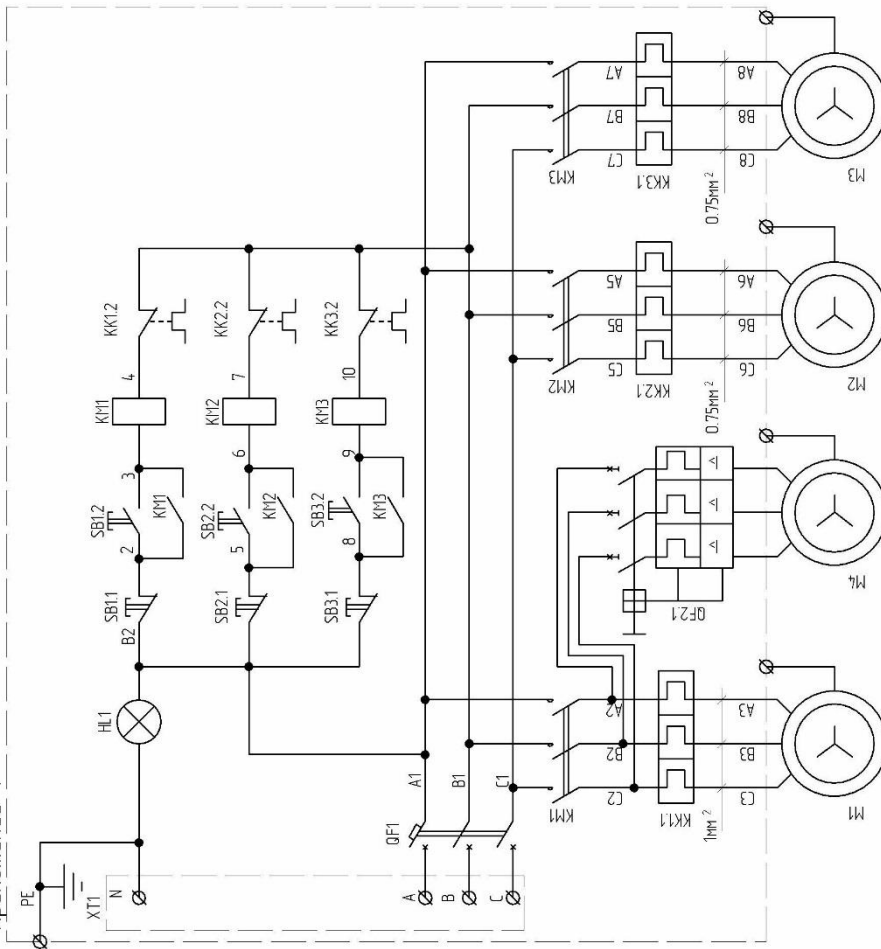 PE
XT1
N
A
B
C
HL1
QF1
A1
B1
C1
B2
SB1.1
2
SB1.2
3
KM1
KM1
4
KK1.2
SB2.1
5
SB2.2
6
KM2
KM2
7
KK2.2
SB3.1
8
SB3.2
9
KM3
KM3
10
KK3.2
KM3
C7
B7
A7
KK3.1
0.75мм²
C8
B8
A8
M3
KM2
C5
B5
A5
KK2.1
0.75мм²
C6
B6
A6
M2
QF2.1
I>
I>
I>
M4
KM1
C2
B2
A2
KK1.1
1мм²
C3
B3
A3
M1